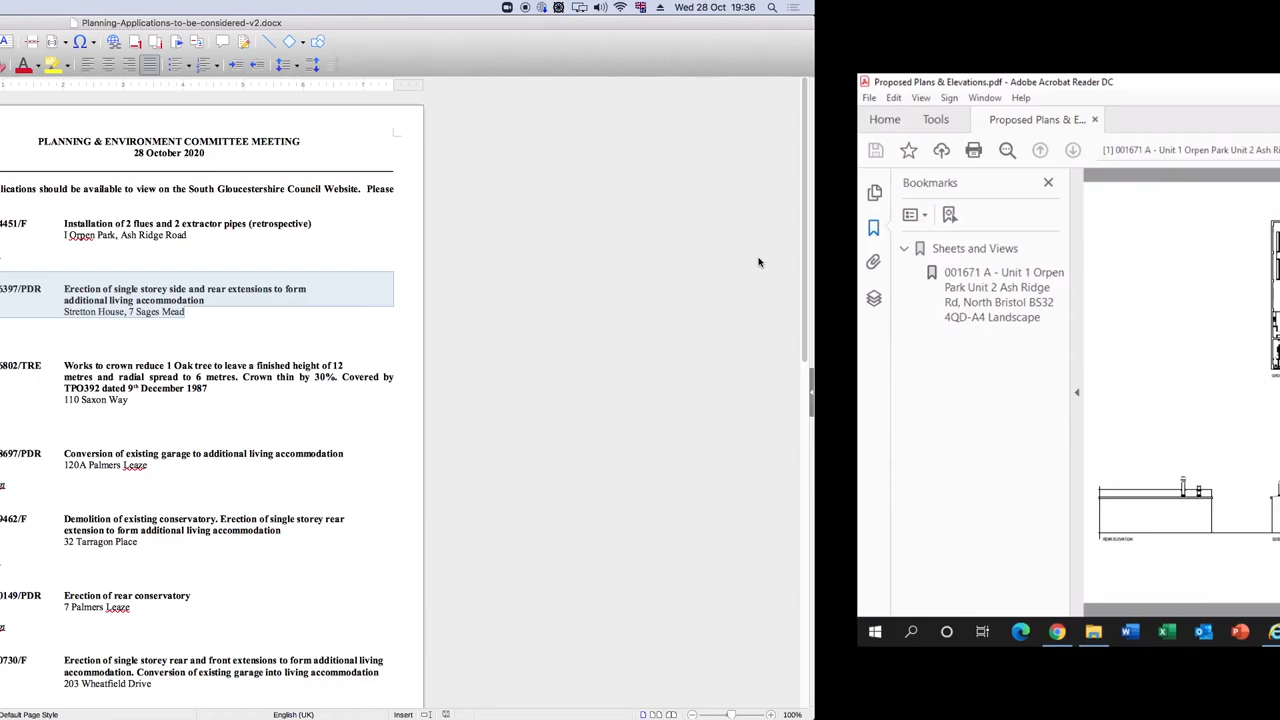 Wed 28 Oct 19:36
Planning-Applications-to-be-considered-v2.docx
PLANNING & ENVIRONMENT COMMITTEE MEETING
28 October 2020
lications should be available to view on the South Gloucestershire Council Website. Please
4451/F Installation of 2 flues and 2 extractor pipes (retrospective)
I Orpen Park, Ash Ridge Road
6397/PDR Erection of single storey side and rear extensions to form
additional living accommodation
Stretton House, 7 Sages Mead
6802/TRE Works to crown reduce 1 Oak tree to leave a finished height of 12
metres and radial spread to 6 metres. Crown thin by 30%. Covered by
TPO392 dated 9th December 1987
110 Saxon Way
8697/PDR Conversion of existing garage to additional living accommodation
120A Palmers Leaze
9462/F Demolition of existing conservatory. Erection of single storey rear
extension to form additional living accommodation
32 Tarragon Place
0149/PDR Erection of rear conservatory
7 Palmers Leaze
0730/F Erection of single storey rear and front extensions to form additional living
accommodation. Conversion of existing garage into living accommodation
203 Wheatfield Drive
Default Page Style English (UK) Insert 100%
Proposed Plans & Elevations.pdf - Adobe Acrobat Reader DC
File Edit View Sign Window Help
Home Tools Proposed Plans & E... ×
[1] 001671 A - Unit 1 Orpen Park Unit 2 Ash Ri
Bookmarks
Sheets and Views
001671 A - Unit 1 Orpen
Park Unit 2 Ash Ridge
Rd, North Bristol BS32
4QD-A4 Landscape
REAR ELEVATION